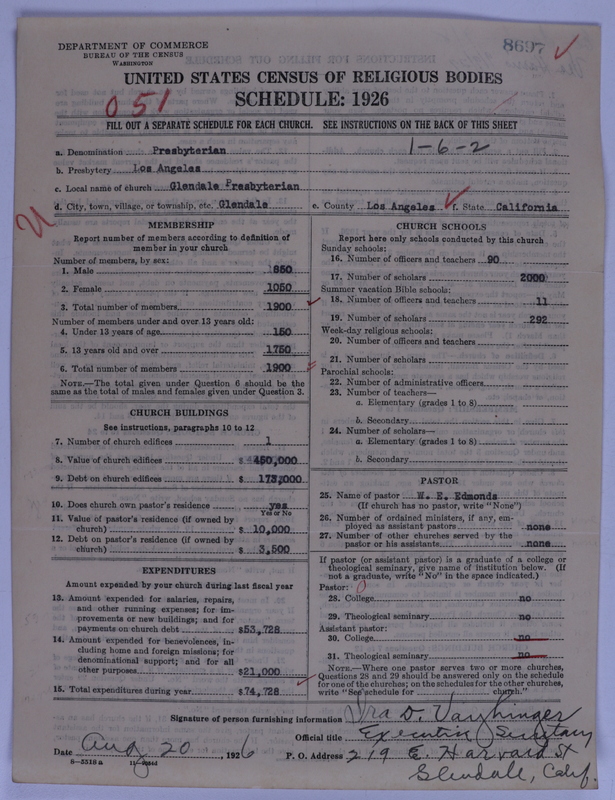 DEPARTMENT OF COMMERCE
BUREAU OF THE CENSUS
WASHINGTON
8697
UNITED STATES CENSUS OF RELIGIOUS BODIES
SCHEDULE: 1926
051
FILL OUT A SEPARATE SCHEDULE FOR EACH CHURCH. SEE INSTRUCTIONS ON THE BACK OF THIS SHEET
a. Denomination Presbyterian 1-6-2
b. Presbytery Los Angeles
c. Local name of church Glendale Presbyterian
d. City, town, village, or township, etc. Glendale e. County Los Angeles f. State California
MEMBERSHIP
Report number of members according to definition of member in your church
Number of members, by sex:
1. Male 850
2. Female 1050
3. Total number of members 1900
Number of members under and over 13 years old:
4. Under 13 years of age 150
5. 13 years old and over 1750
6. Total number of members 1900
NOTE.—The total given under Question 6 should be the
same as the total of males and females given under Question 3.
CHURCH BUILDINGS
See instructions, paragraphs 10 to 12
7. Number of church edifices 1
8. Value of church edifices $ 450,000
9. Debt on church edifices $ 173,000
10. Does church own pastor's residence yes
Yes or No
11. Value of pastor's residence (if owned by
church) $ 10,000
12. Debt on pastor's residence (if owned by
church) $ 3,500
EXPENDITURES
Amount expended by your church during last fiscal year
13. Amount expended for salaries, repairs,
and other running expenses; for im-
provements or new buildings; and for
payments on church debt $53,728
14. Amount expended for benevolences, in-
cluding home and foreign missions; for
denominational support; and for all
other purposes $21,000
15. Total expenditures during year $74,728
CHURCH SCHOOLS
Report here only schools conducted by this church
Sunday schools:
16. Number of officers and teachers 90
17. Number of scholars 2000
Summer vacation Bible schools:
18. Number of officers and teachers 11
19. Number of scholars 292
Week-day religious schools:
20. Number of officers and teachers
21. Number of scholars
Parochial schools:
22. Number of administrative officers
23. Number of teachers—
a. Elementary (grades 1 to 8)
b. Secondary
24. Number of scholars—
a. Elementary (grades 1 to 8)
b. Secondary
PASTOR
25. Name of pastor W. E. Edmonds
(If church has no pastor, write "None")
26. Number of ordained ministers, if any, em-
ployed as assistant pastors none
27. Number of other churches served by the
pastor or his assistants none
If pastor (or assistant pastor) is a graduate of a college or
theological seminary, give name of institution below. (If
not a graduate, write "No" in the space indicated.)
Pastor: 0
28. College no
29. Theological seminary no
Assistant pastor:
30. College no
31. Theological seminary no
NOTE.—Where one pastor serves two or more churches,
Questions 28 and 29 should be answered only on the schedule
for one of the churches; on the schedules for the other churches,
write "See schedule for church."
Signature of person furnishing information Ira D. Vayhinger
Official title Executive Secretary
Date Aug 20, 1926 P. O. Address 219 E. Harvard St
8—5518 a Glendale, Calif.